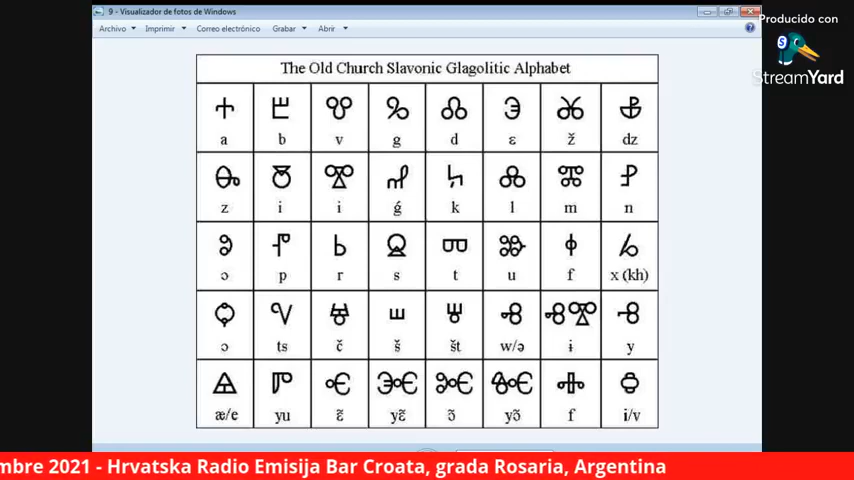 9 - Visualizador de fotos de Windows
Archivo Imprimir Correo electrónico Grabar Abrir
Producido con
StreamYard
The Old Church Slavonic Glagolitic Alphabet
Ⰰ Ⰱ Ⰲ Ⰳ Ⰴ Ⰵ Ⰶ Ⰷ
a b v g d ε ž dz
Ⰸ Ⰹ Ⰺ Ⰼ Ⰽ Ⰾ Ⰿ Ⱀ
z i i ǵ k l m n
Ⱁ Ⱂ Ⱃ Ⱄ Ⱅ Ⱆ Ⱇ Ⱈ
ɔ p r s t u f x (kh)
Ⱉ Ⱌ Ⱍ Ⱎ Ⱋ Ⱏ ⰟⰊ Ⱐ
ɔ ts č š št w/ə ɨ y
Ⱑ Ⱓ Ⱔ Ⱗ Ⱘ Ⱙ Ⱚ Ⱛ
æ/e yu ɛ̃ yɛ̃ ɔ̃ yɔ̃ f i/v
mbre 2021 - Hrvatska Radio Emisija Bar Croata, grada Rosaria, Argentina